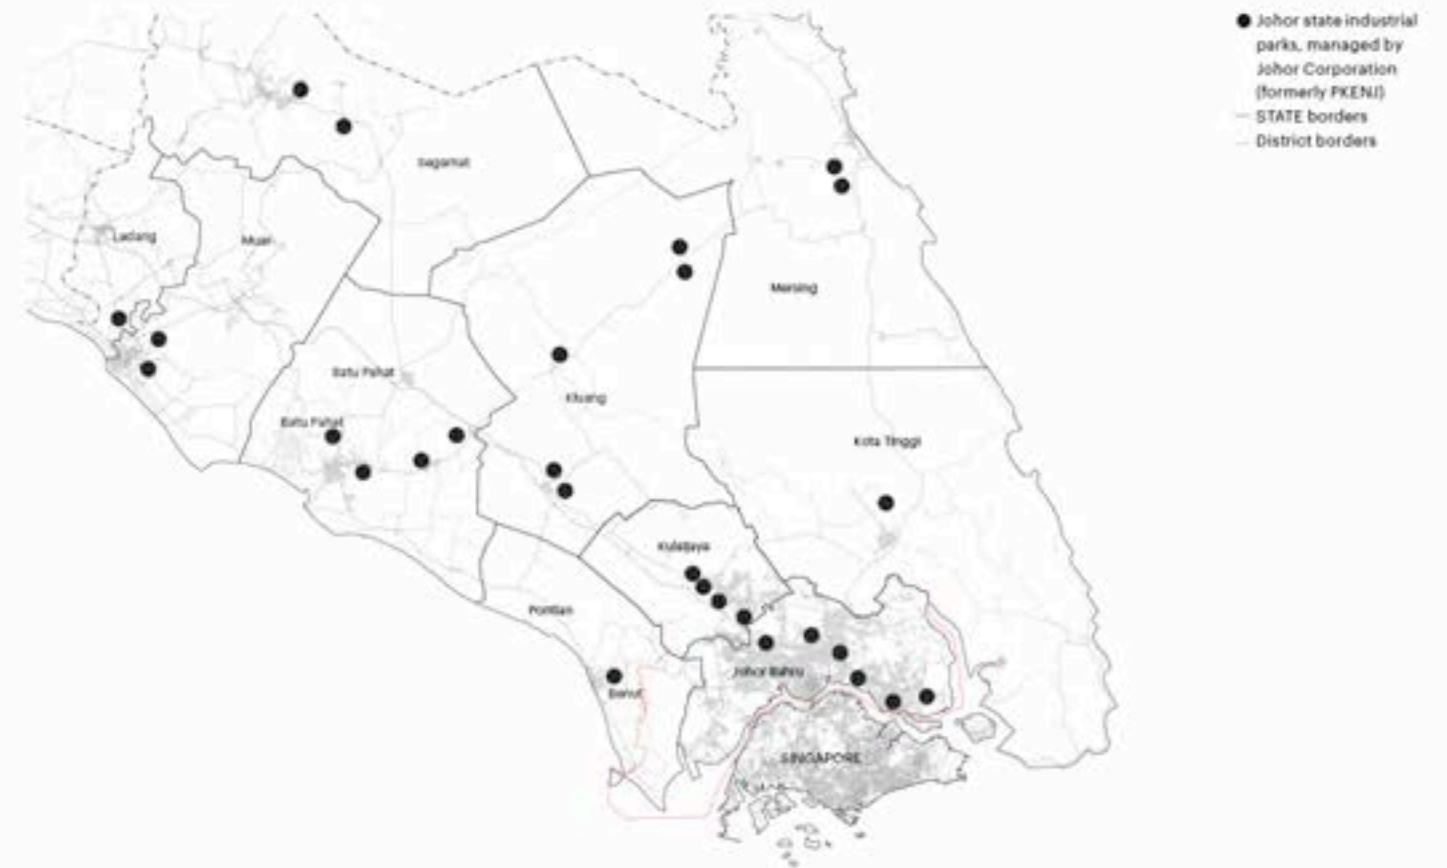 Johor state industrial
parks, managed by
Johor Corporation
(formerly PKENJ)
STATE borders
District borders
Segamat
Ledang
Muar
Mersing
Batu Pahat
Kluang
Batu Pahat
Kota Tinggi
Kulaijaya
Pontian
Johor Bahru
Benut
SINGAPORE